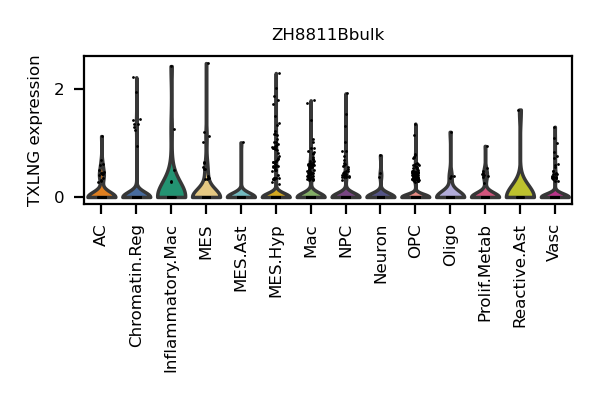 ZH8811Bbulk
TXLNG expression
2
0
AC
Chromatin.Reg
Inflammatory.Mac
MES
MES.Ast
MES.Hyp
Mac
NPC
Neuron
OPC
Oligo
Prolif.Metab
Reactive.Ast
Vasc